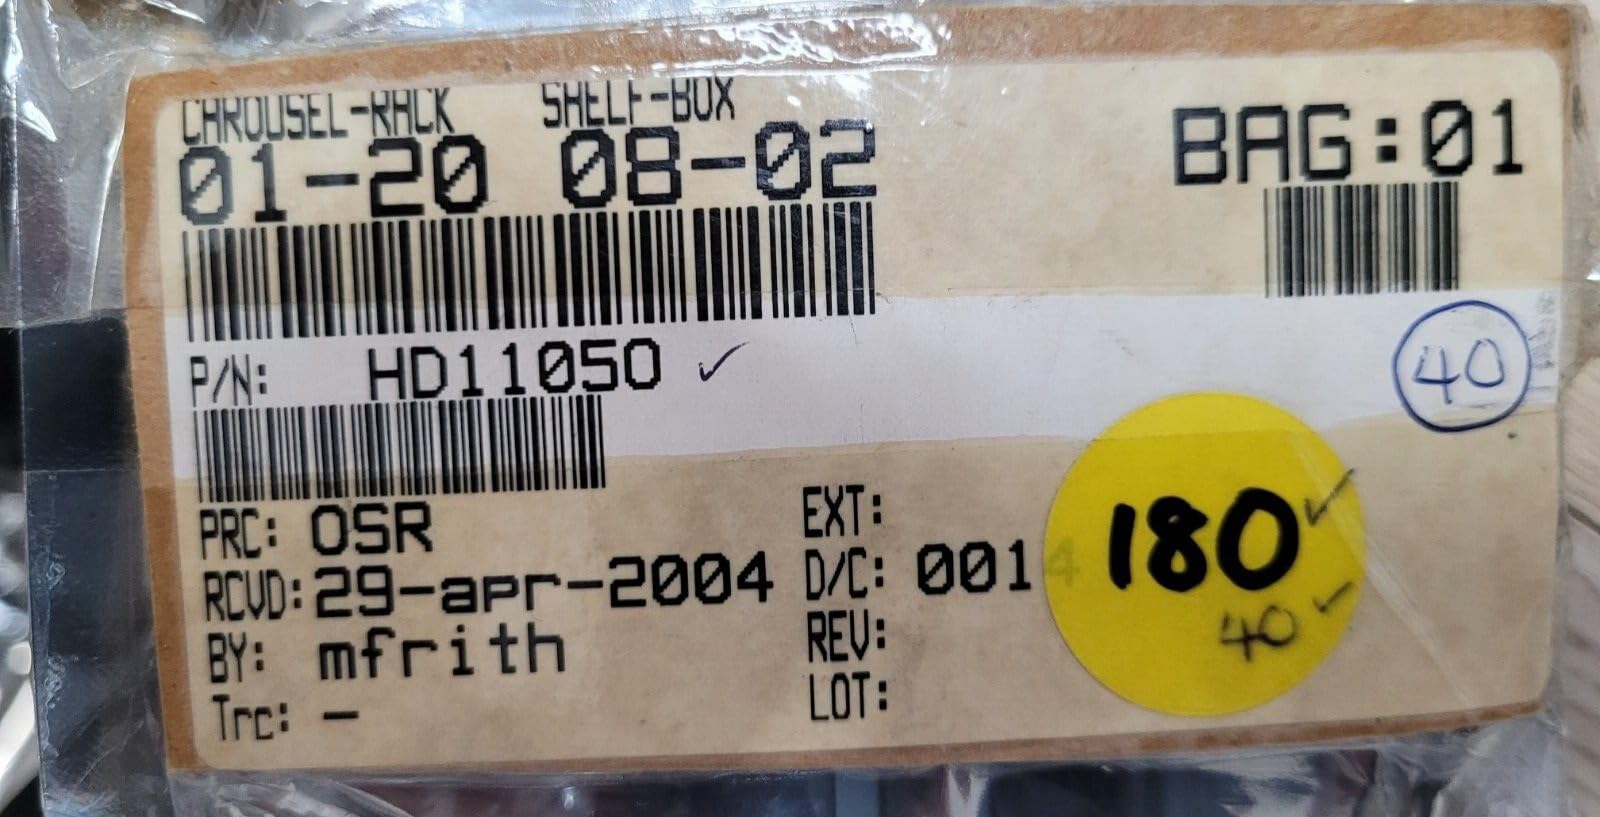 CAROUSEL-RACK SHELF-BOX
01-20 08-02
BAG:01
P/N: HD11050 ✓
40
PRC: OSR
EXT:
RCVD: 29-apr-2004
D/C: 0014
180 ✓
40 ✓
BY: mfrith
REV:
Trc: -
LOT: